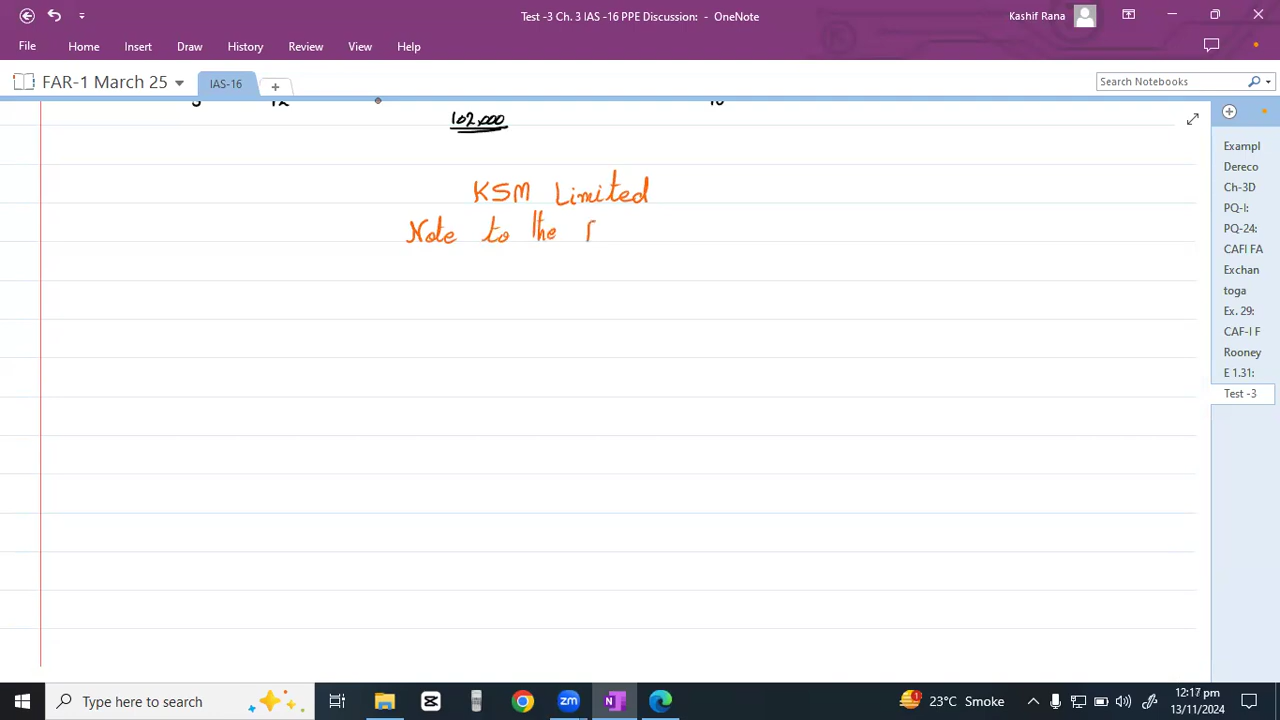 Test -3 Ch. 3 IAS -16 PPE Discussion: - OneNote
Kashif Rana
File Home Insert Draw History Review View Help
FAR-1 March 25
IAS-16
Search Notebooks
102,000
KSM Limited
Note to the
Exampl
Dereco
Ch-3D
PQ-I:
PQ-24:
CAFI FA
Exchan
toga
Ex. 29:
CAF-I F
Rooney
E 1.31:
Test -3
Type here to search
zm
N
1
23°C Smoke
12:17 pm
13/11/2024